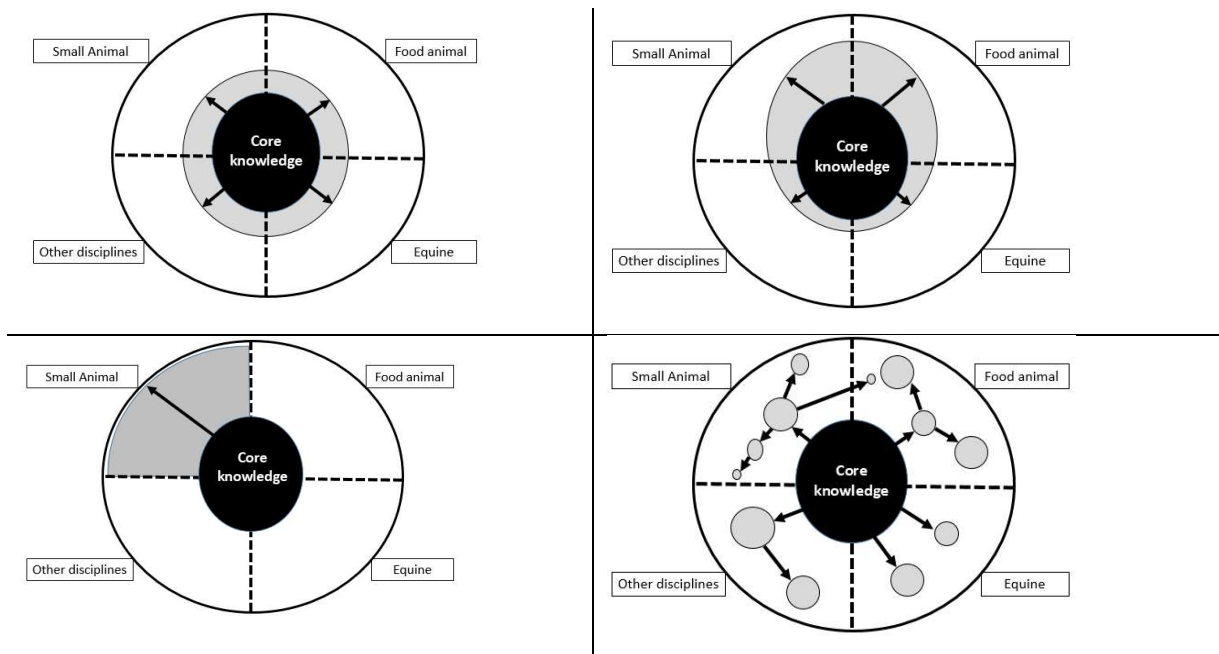 Small Animal
Food animal
Core
knowledge
Other disciplines
Equine
Small Animal
Food animal
Core
knowledge
Other disciplines
Equine
Small Animal
Food animal
Core
knowledge
Other disciplines
Equine
Small Animal
Food animal
Core
knowledge
Other disciplines
Equine